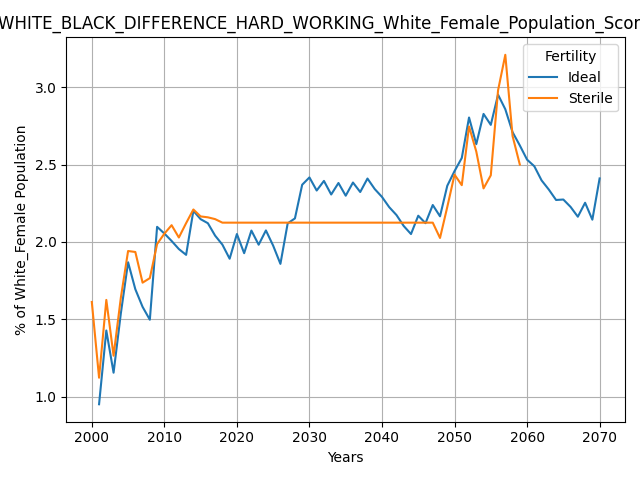 WHITE_BLACK_DIFFERENCE_HARD_WORKING_White_Female_Population_Scor
Fertility
Ideal
Sterile
% of White_Female Population
3.0
2.5
2.0
1.5
1.0
2000 2010 2020 2030 2040 2050 2060 2070
Years